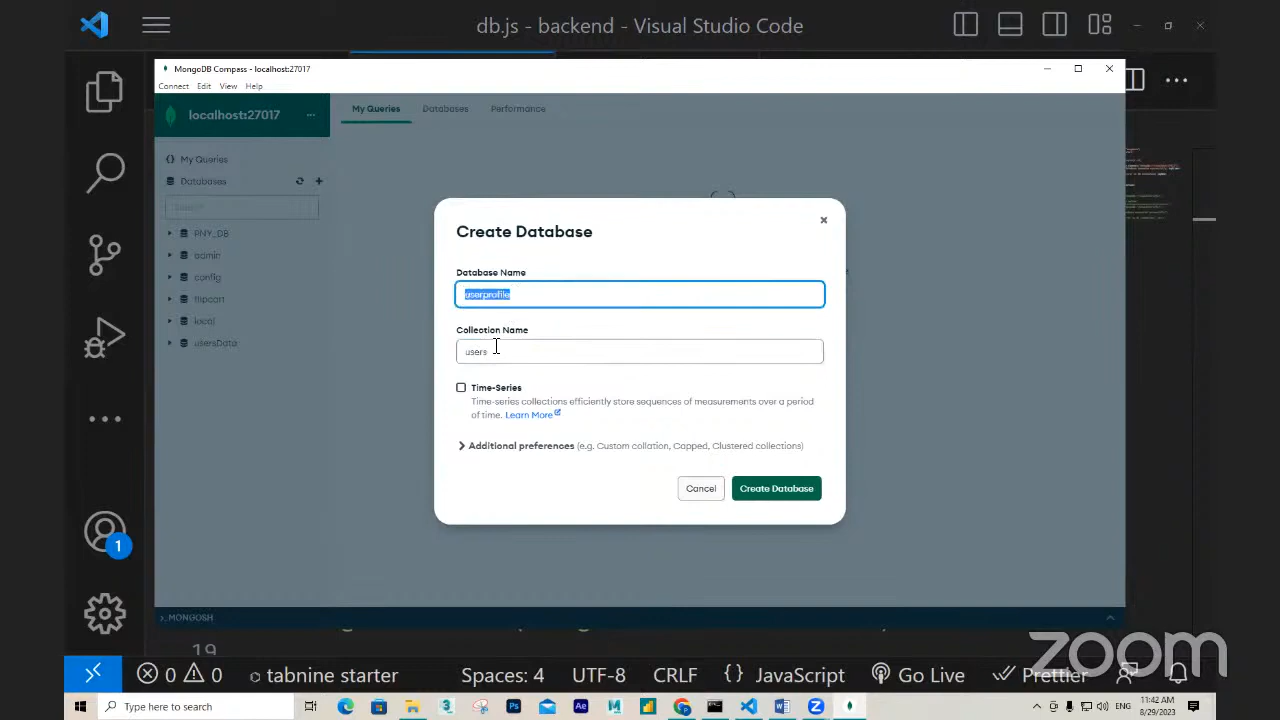 db.js - backend - Visual Studio Code
MongoDB Compass - localhost:27017
Connect Edit View Help
localhost:27017 ...
My Queries Databases Performance
{} My Queries
Databases
Search
PNY_DB
admin
config
flipcart
local
usersData
Create Database
Database Name
userprofile
Collection Name
users
Time-Series
Time-series collections efficiently store sequences of measurements over a period
of time. Learn More
Additional preferences (e.g. Custom collation, Capped, Clustered collections)
Cancel Create Database
>_MONGOSH
19
zoom
1
0 0 tabnine starter Spaces: 4 UTF-8 CRLF {} JavaScript Go Live Prettier
Type here to search
11:42 AM
ENG
8/29/2023